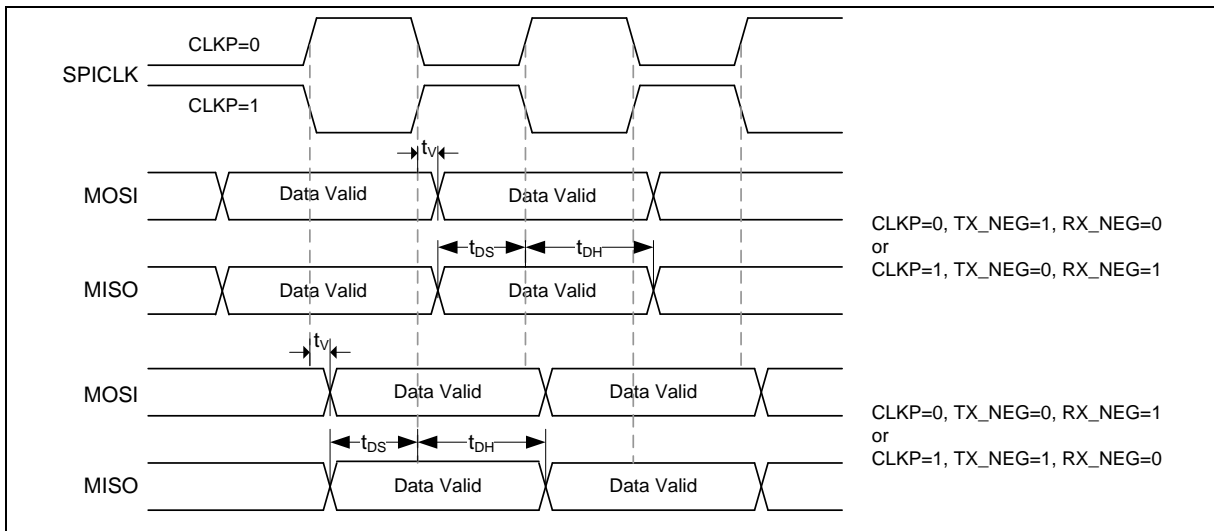 CLKP=0
SPICLK
CLKP=1
tV
MOSI
Data Valid
Data Valid
CLKP=0, TX_NEG=1, RX_NEG=0
or
CLKP=1, TX_NEG=0, RX_NEG=1
tDS
tDH
MISO
Data Valid
Data Valid
tV
MOSI
Data Valid
Data Valid
CLKP=0, TX_NEG=0, RX_NEG=1
or
CLKP=1, TX_NEG=1, RX_NEG=0
tDS
tDH
MISO
Data Valid
Data Valid